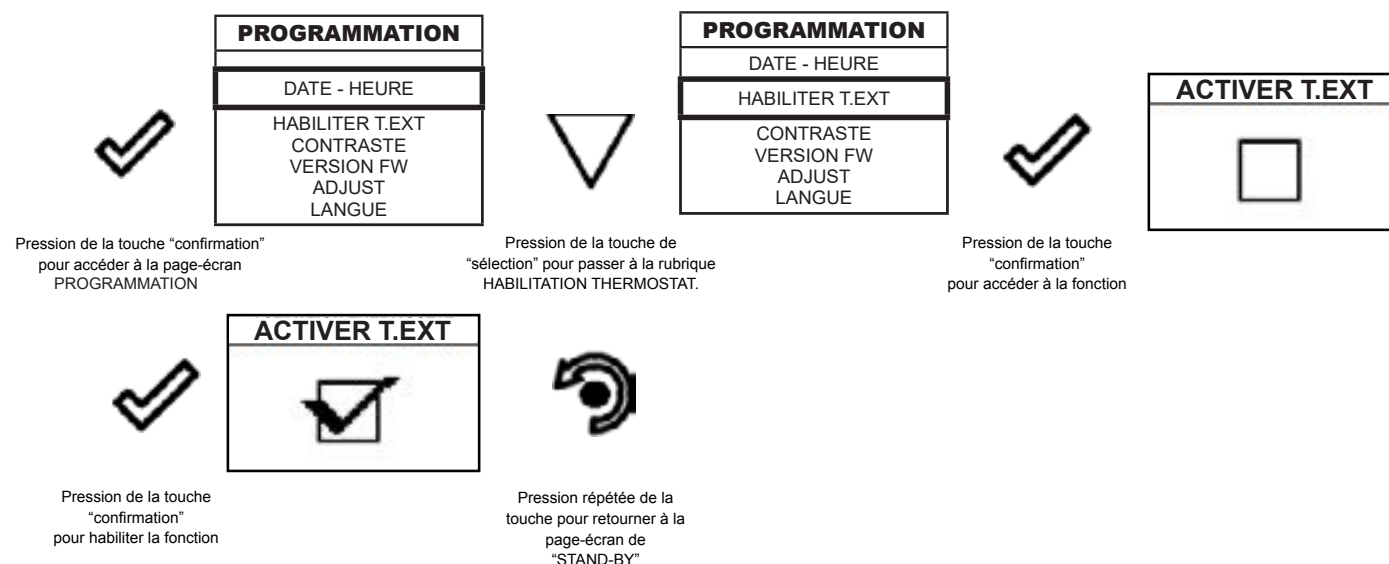 PROGRAMMATION
DATE - HEURE
HABILITER T.EXT
CONTRASTE
VERSION FW
ADJUST
LANGUE
Pression de la touche “confirmation”
pour accéder à la page-écran
PROGRAMMATION
PROGRAMMATION
DATE - HEURE
HABILITER T.EXT
CONTRASTE
VERSION FW
ADJUST
LANGUE
Pression de la touche de
“sélection” pour passer à la rubrique
HABILITATION THERMOSTAT.
Pression de la touche
“confirmation”
pour accéder à la fonction
ACTIVER T.EXT
ACTIVER T.EXT
Pression de la touche
“confirmation”
pour habiliter la fonction
Pression répétée de la
touche pour retourner à la
page-écran de
“STAND-BY”